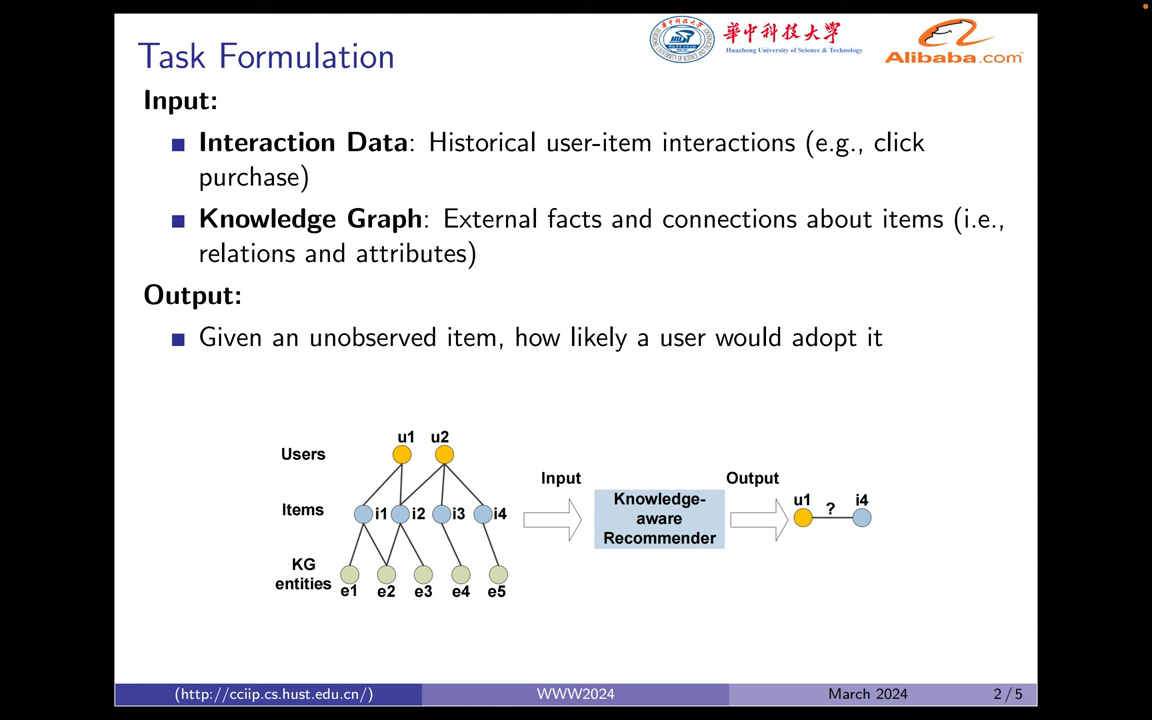 Task Formulation
華中科技大学
Huazhong University of Science & Technology
Alibaba.com
Input:
Interaction Data: Historical user-item interactions (e.g., click
purchase)
Knowledge Graph: External facts and connections about items (i.e.,
relations and attributes)
Output:
Given an unobserved item, how likely a user would adopt it
u1 u2
Users
Items
i1 i2 i3 i4
KG
entities
e1 e2 e3 e4 e5
Input
Knowledge-
aware
Recommender
Output
u1 ? i4
(http://cciip.cs.hust.edu.cn/) WWW2024 March 2024 2 / 5